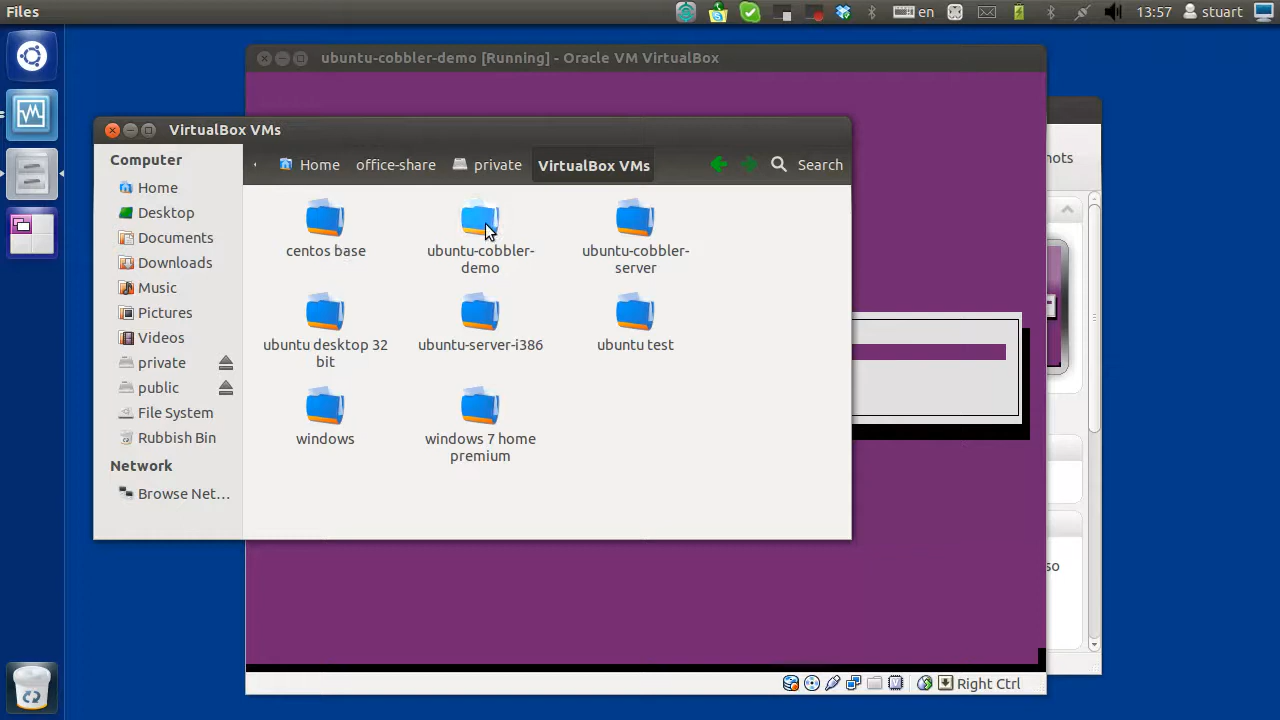 Files
en
13:57
stuart
ubuntu-cobbler-demo [Running] - Oracle VM VirtualBox
VirtualBox VMs
Computer
Home
Desktop
Documents
Downloads
Music
Pictures
Videos
private
public
File System
Rubbish Bin
Network
Browse Net…
Home
office-share
private
VirtualBox VMs
Search
centos base
ubuntu-cobbler-
demo
ubuntu-cobbler-
server
ubuntu desktop 32
bit
ubuntu-server-i386
ubuntu test
windows
windows 7 home
premium
ots
so
Right Ctrl